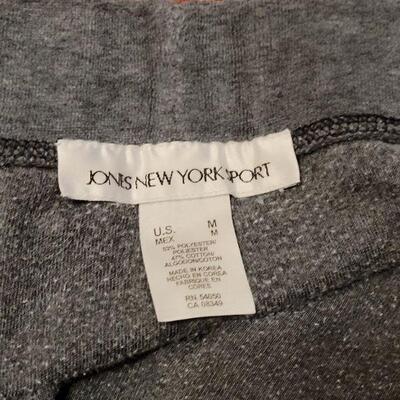 JONES NEW YORK SPORT
U.S. M
MEX M
53% POLYESTER/
POLYESTER
47% COTTON/
ALGODON/COTON
MADE IN KOREA
HECHO EN COREA
FABRIQUE EN
COREE
RN 54050
CA 08349